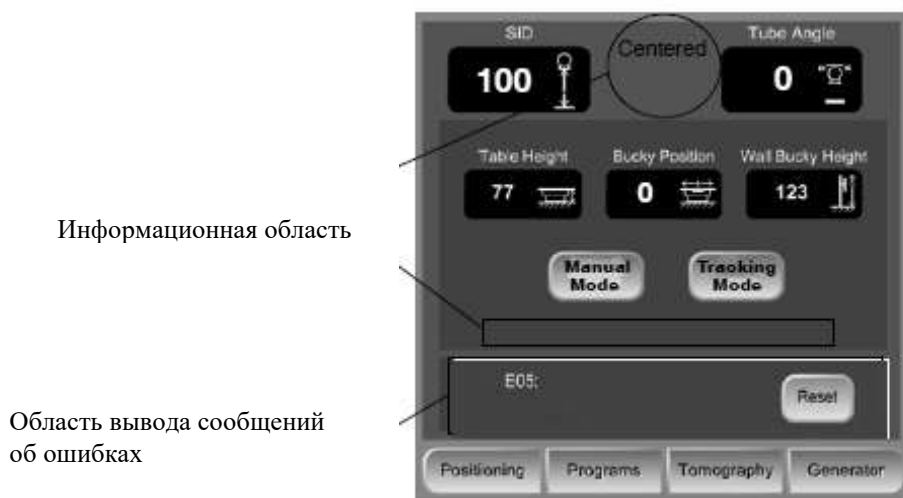 SID
Centered
Tube Angle
100
0
Table Height
Bucky Position
Wall Bucky Height
77
0
123
Информационная область
Manual
Mode
Tracking
Mode
E05:
Reset
Область вывода сообщений
об ошибках
Positioning
Programs
Tomography
Generator